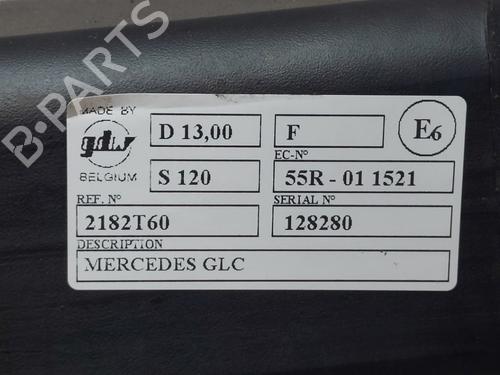 B-PARTS
MADE BY
gdw
BELGIUM
D 13,00
F
E6
S 120
EC-N°
55R - 01 1521
REF. N°
2182T60
SERIAL N°
128280
DESCRIPTION
MERCEDES GLC